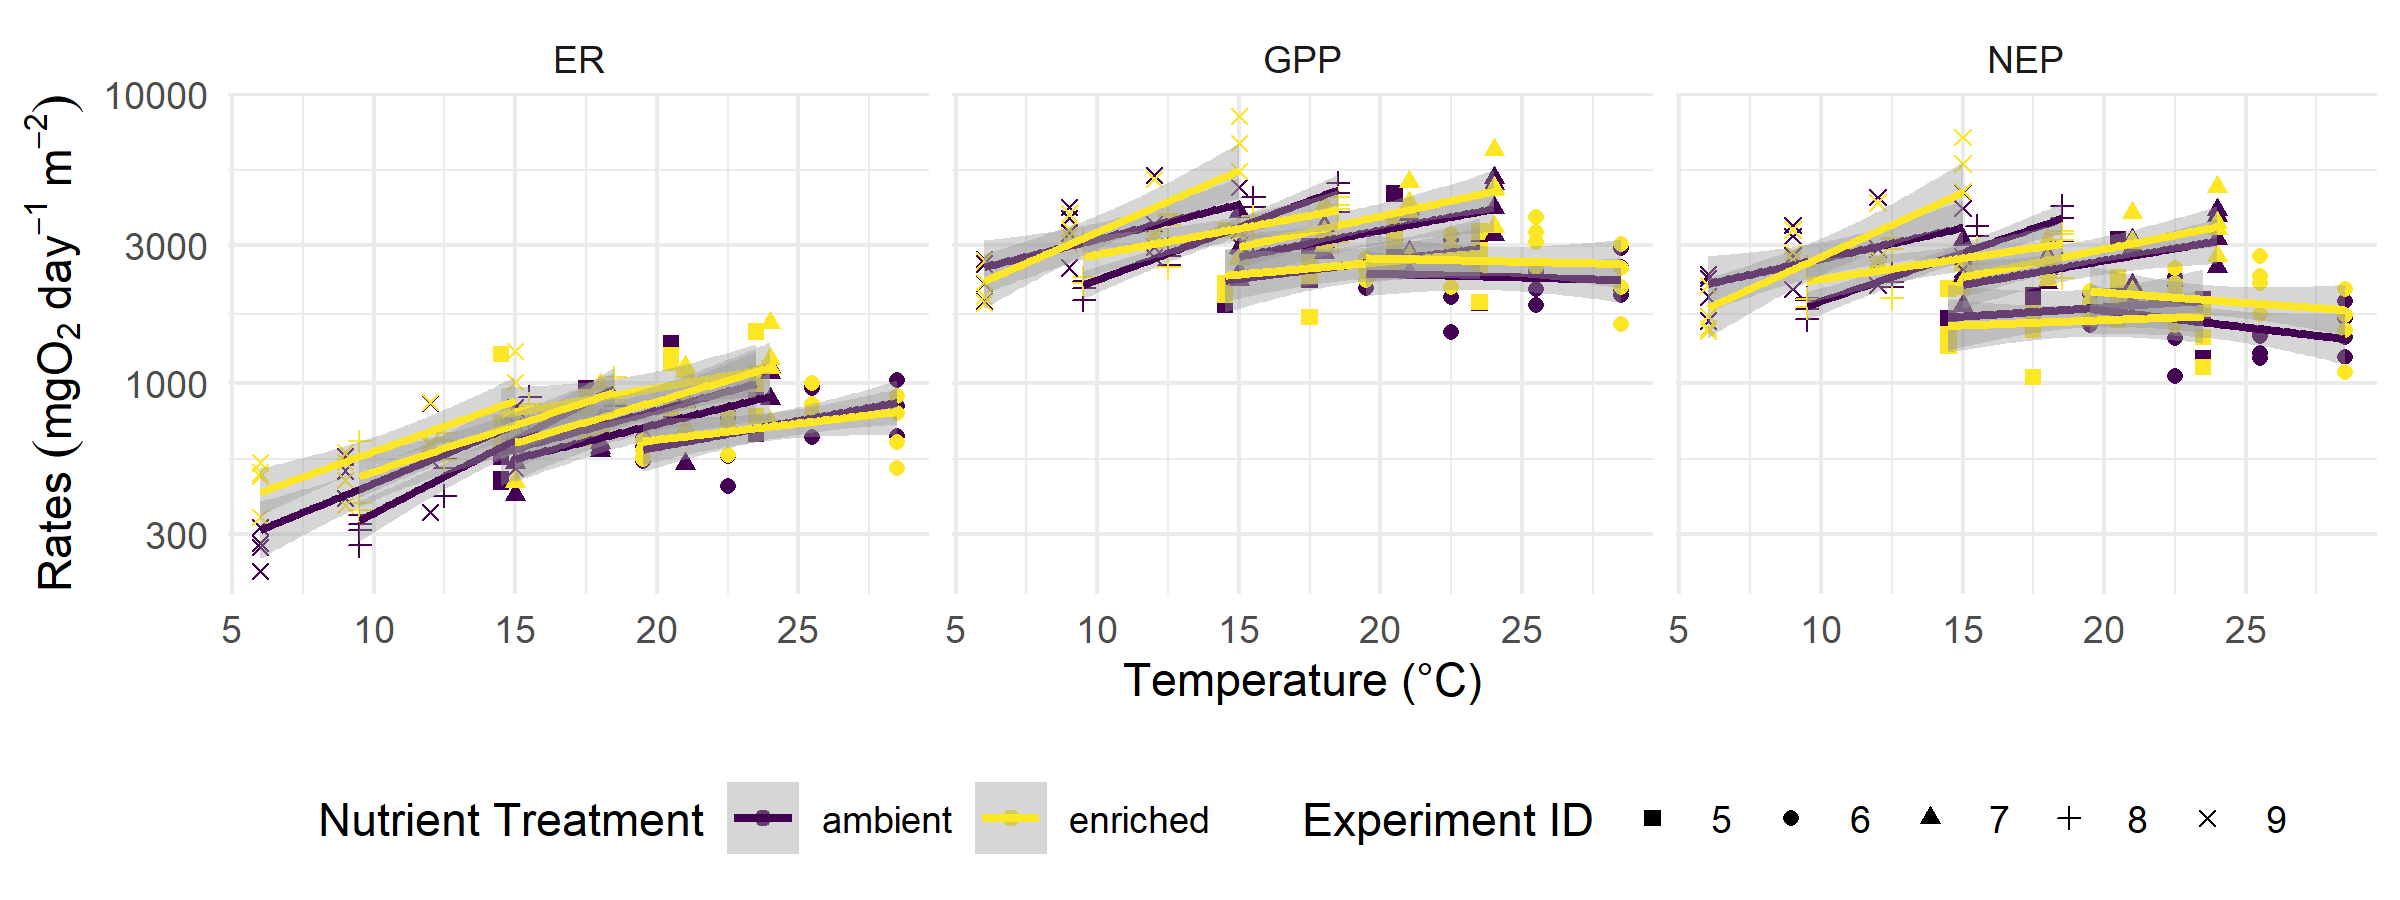 ER GPP NEP
10000
3000
1000
300
Rates (mgO₂ day⁻¹ m⁻²)
5 10 15 20 25 5 10 15 20 25 5 10 15 20 25
Temperature (°C)
Nutrient Treatment ambient enriched Experiment ID 5 6 7 8 9